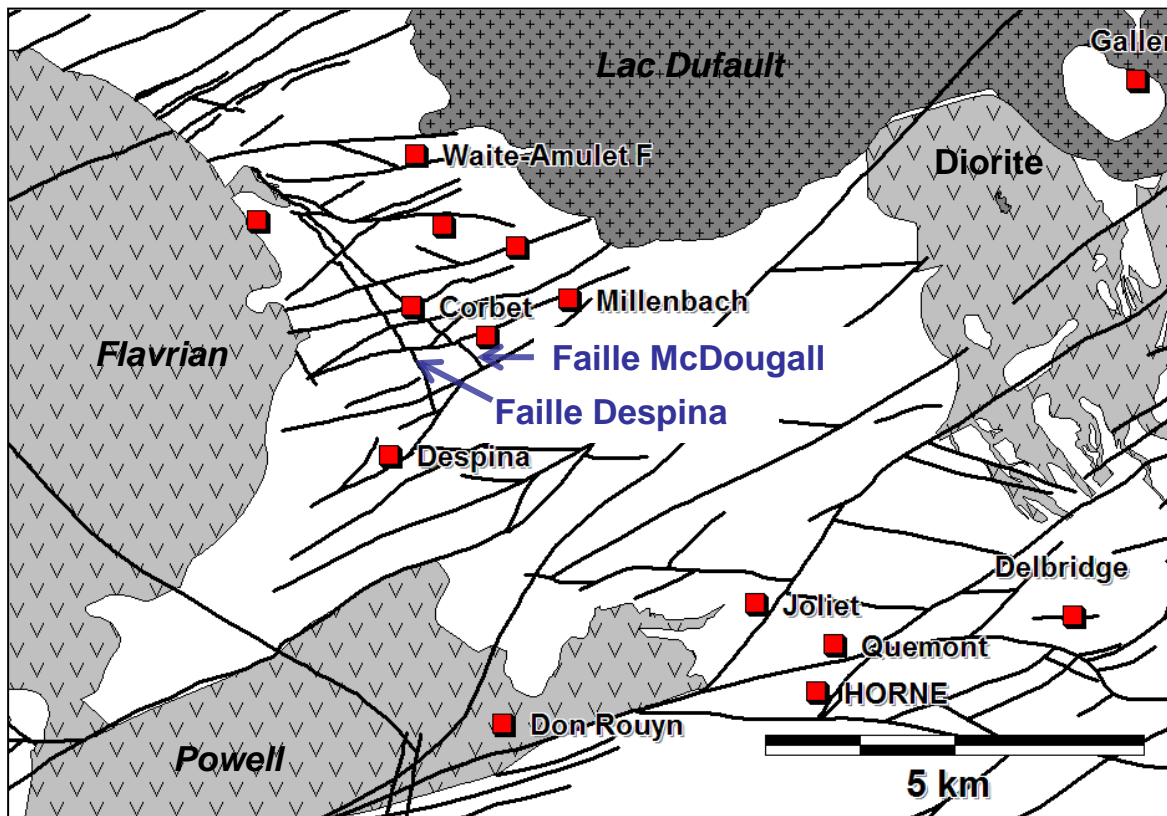 Galler
Lac Dufault
Waite-Amulet F
Diorite
Corbet
Millenbach
Flavrian
Faille McDougall
Faille Despina
Despina
Delbridge
Joliet
Quemont
HORNE
Don Rouyn
Powell
5 km